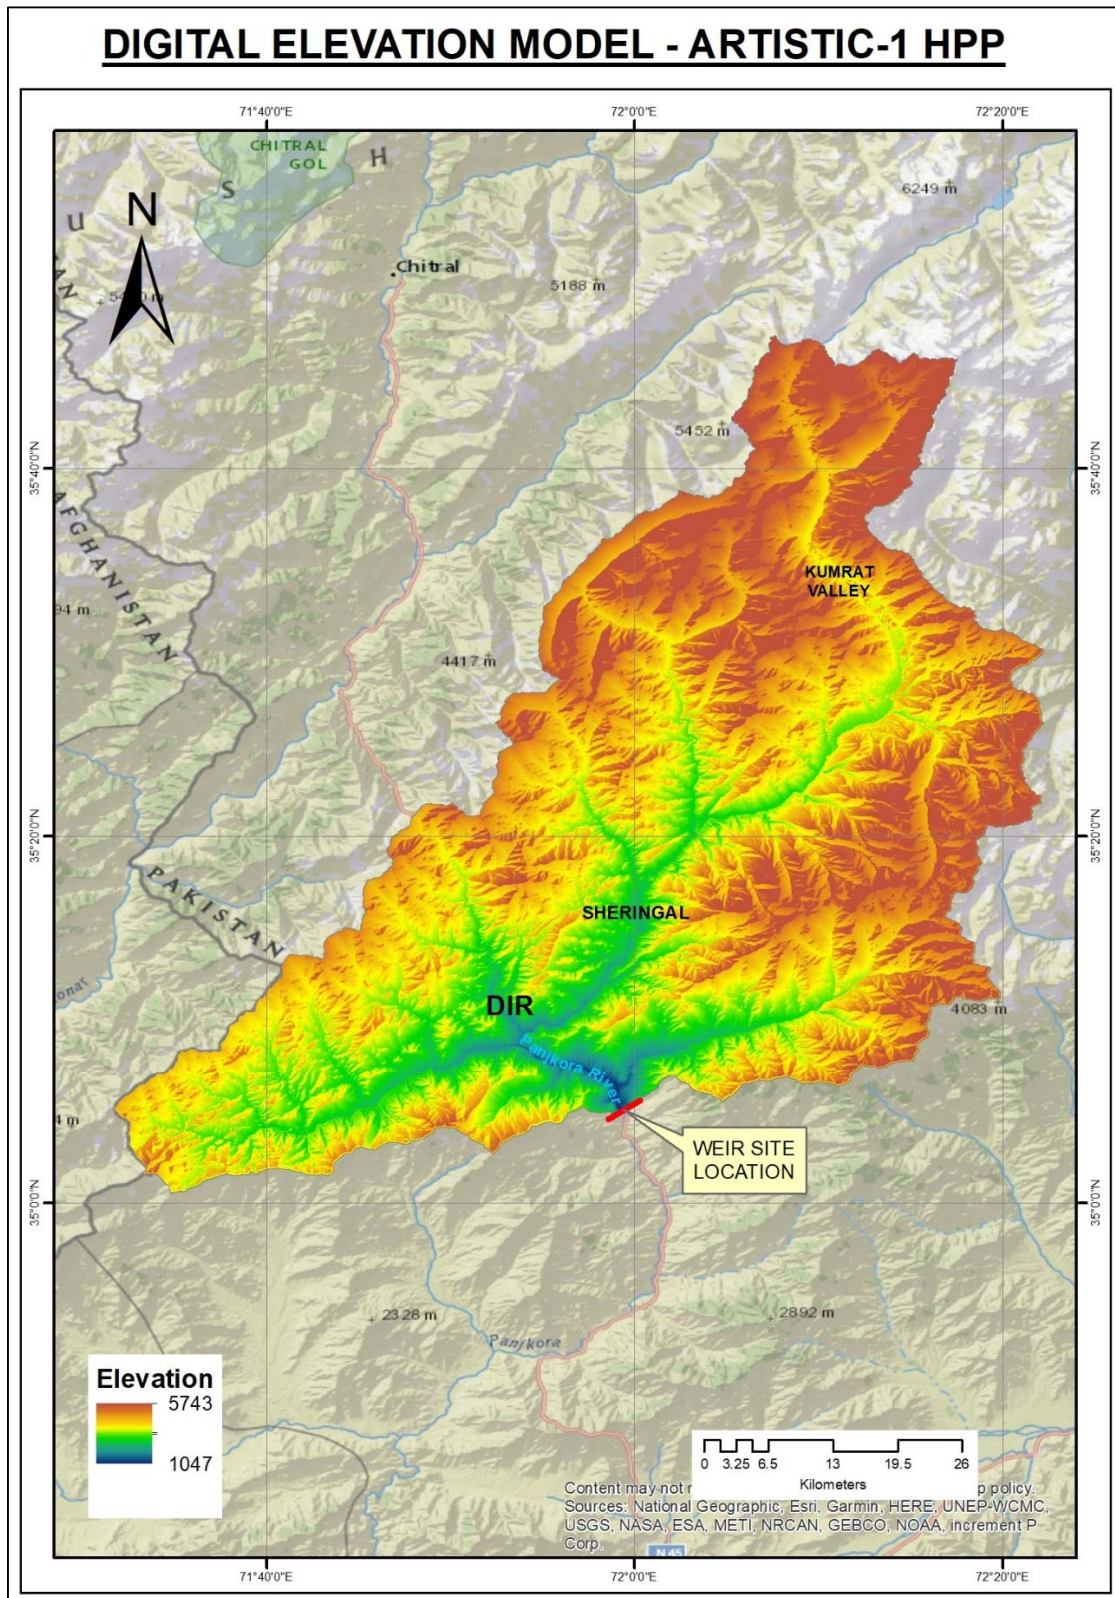 DIGITAL ELEVATION MODEL - ARTISTIC-1 HPP
71°40'0"E
72°0'0"E
72°20'0"E
CHITRAL
GOL
H
S
U
N
6249 m
Chitral
5188 m
35°40'0"N
35°40'0"N
5452 m
AFGHANISTAN
KUMRAT
VALLEY
94 m
4417 m
35°20'0"N
35°20'0"N
PAKISTAN
SHERINGAL
DIR
4083 m
Panjkora River
4 m
WEIR SITE
LOCATION
35°0'0"N
35°0'0"N
2328 m
2892 m
Panjkora
Elevation
5743
1047
0 3.25 6.5 13 19.5 26
Kilometers
Content may not r p policy.
Sources: National Geographic, Esri, Garmin, HERE, UNEP-WCMC,
USGS, NASA, ESA, METI, NRCAN, GEBCO, NOAA, increment P
Corp.
N 45
71°40'0"E
72°0'0"E
72°20'0"E